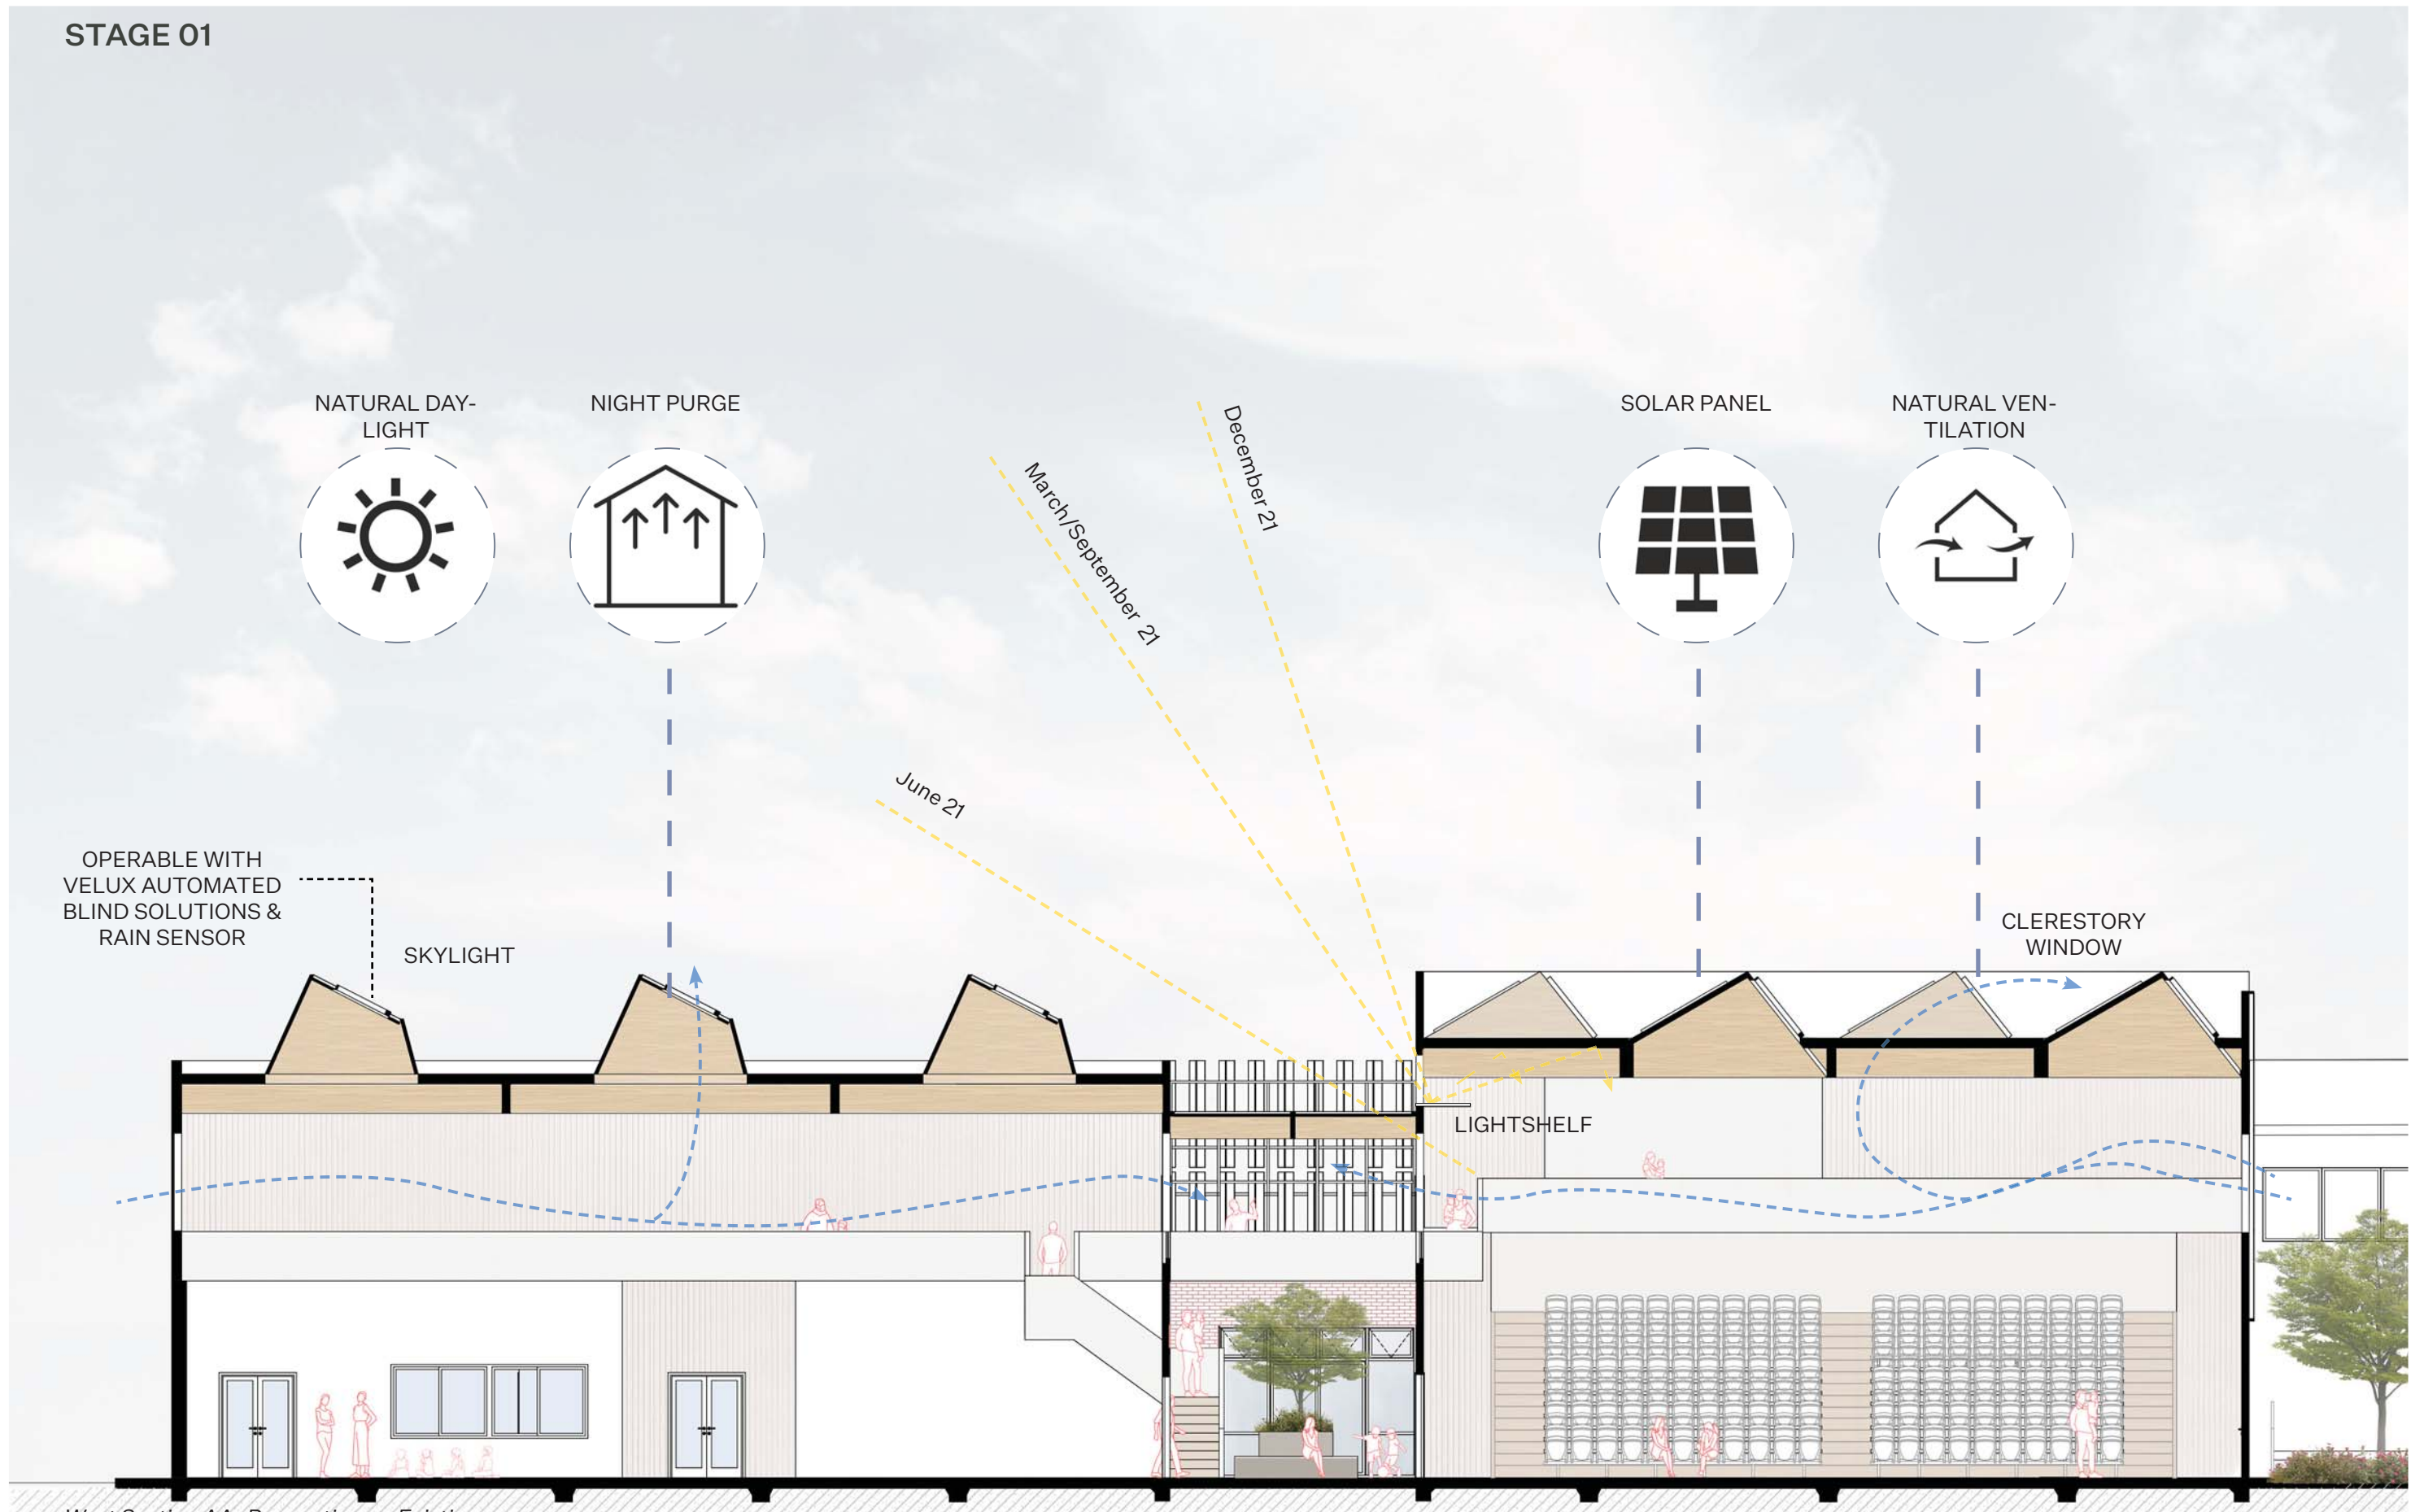 STAGE 01
NATURAL DAY-
LIGHT
NIGHT PURGE
December 21
March/September 21
SOLAR PANEL
NATURAL VEN-
TILATION
June 21
OPERABLE WITH
VELUX AUTOMATED
BLIND SOLUTIONS &
RAIN SENSOR
SKYLIGHT
CLERESTORY
WINDOW
LIGHTSHELF